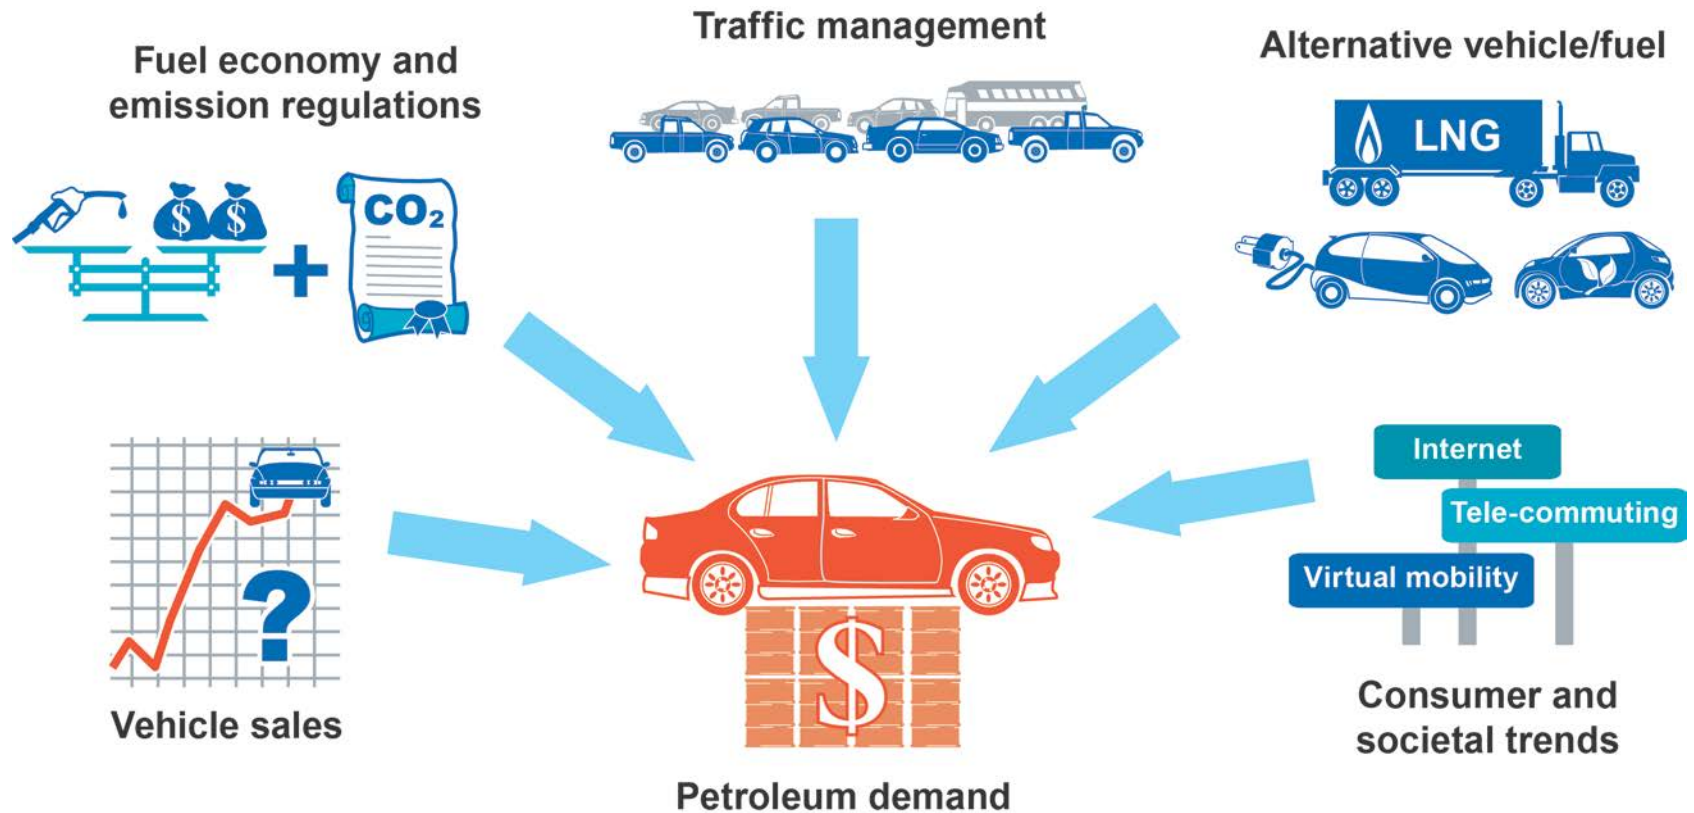 Traffic management
Fuel economy and
emission regulations
Alternative vehicle/fuel
LNG
$ $
CO₂
Internet
Tele-commuting
Virtual mobility
?
$
Vehicle sales
Consumer and
societal trends
Petroleum demand